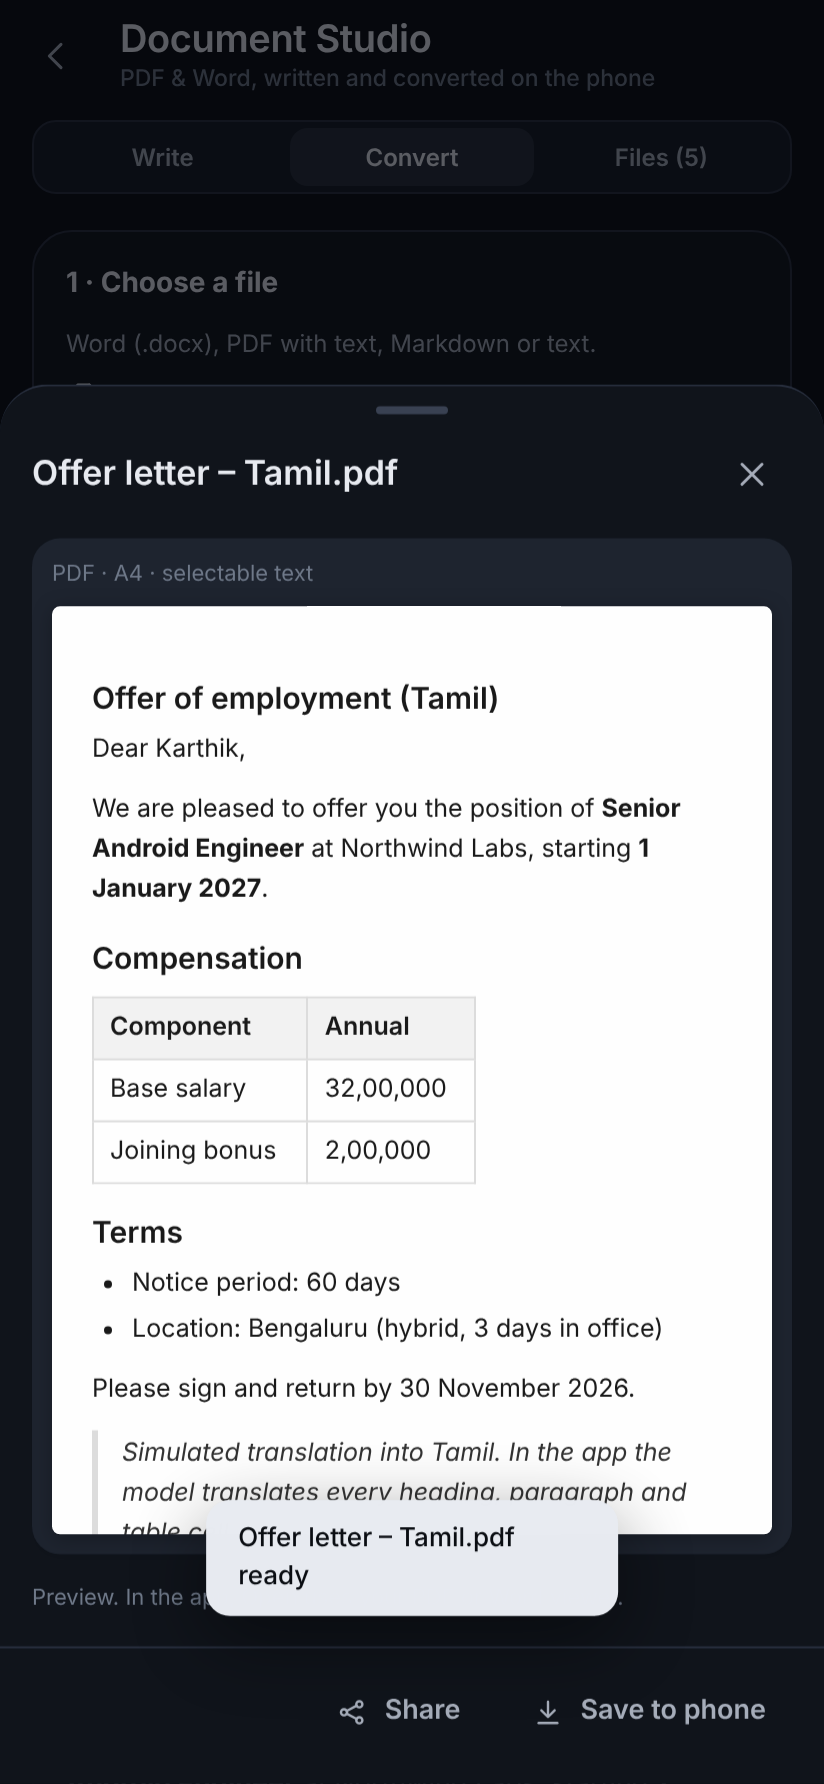 Document Studio
PDF & Word, written and converted on the phone
Write
Convert
Files (5)
1 · Choose a file
Word (.docx), PDF with text, Markdown or text.
Offer letter – Tamil.pdf
PDF · A4 · selectable text
Offer of employment (Tamil)
Dear Karthik,
We are pleased to offer you the position of Senior
Android Engineer at Northwind Labs, starting 1
January 2027.
Compensation
Component Annual
Base salary 32,00,000
Joining bonus 2,00,000
Terms
• Notice period: 60 days
• Location: Bengaluru (hybrid, 3 days in office)
Please sign and return by 30 November 2026.
Simulated translation into Tamil. In the app the
model translates every heading, paragraph and
table
Offer letter – Tamil.pdf
ready
Preview. In the
Share
Save to phone